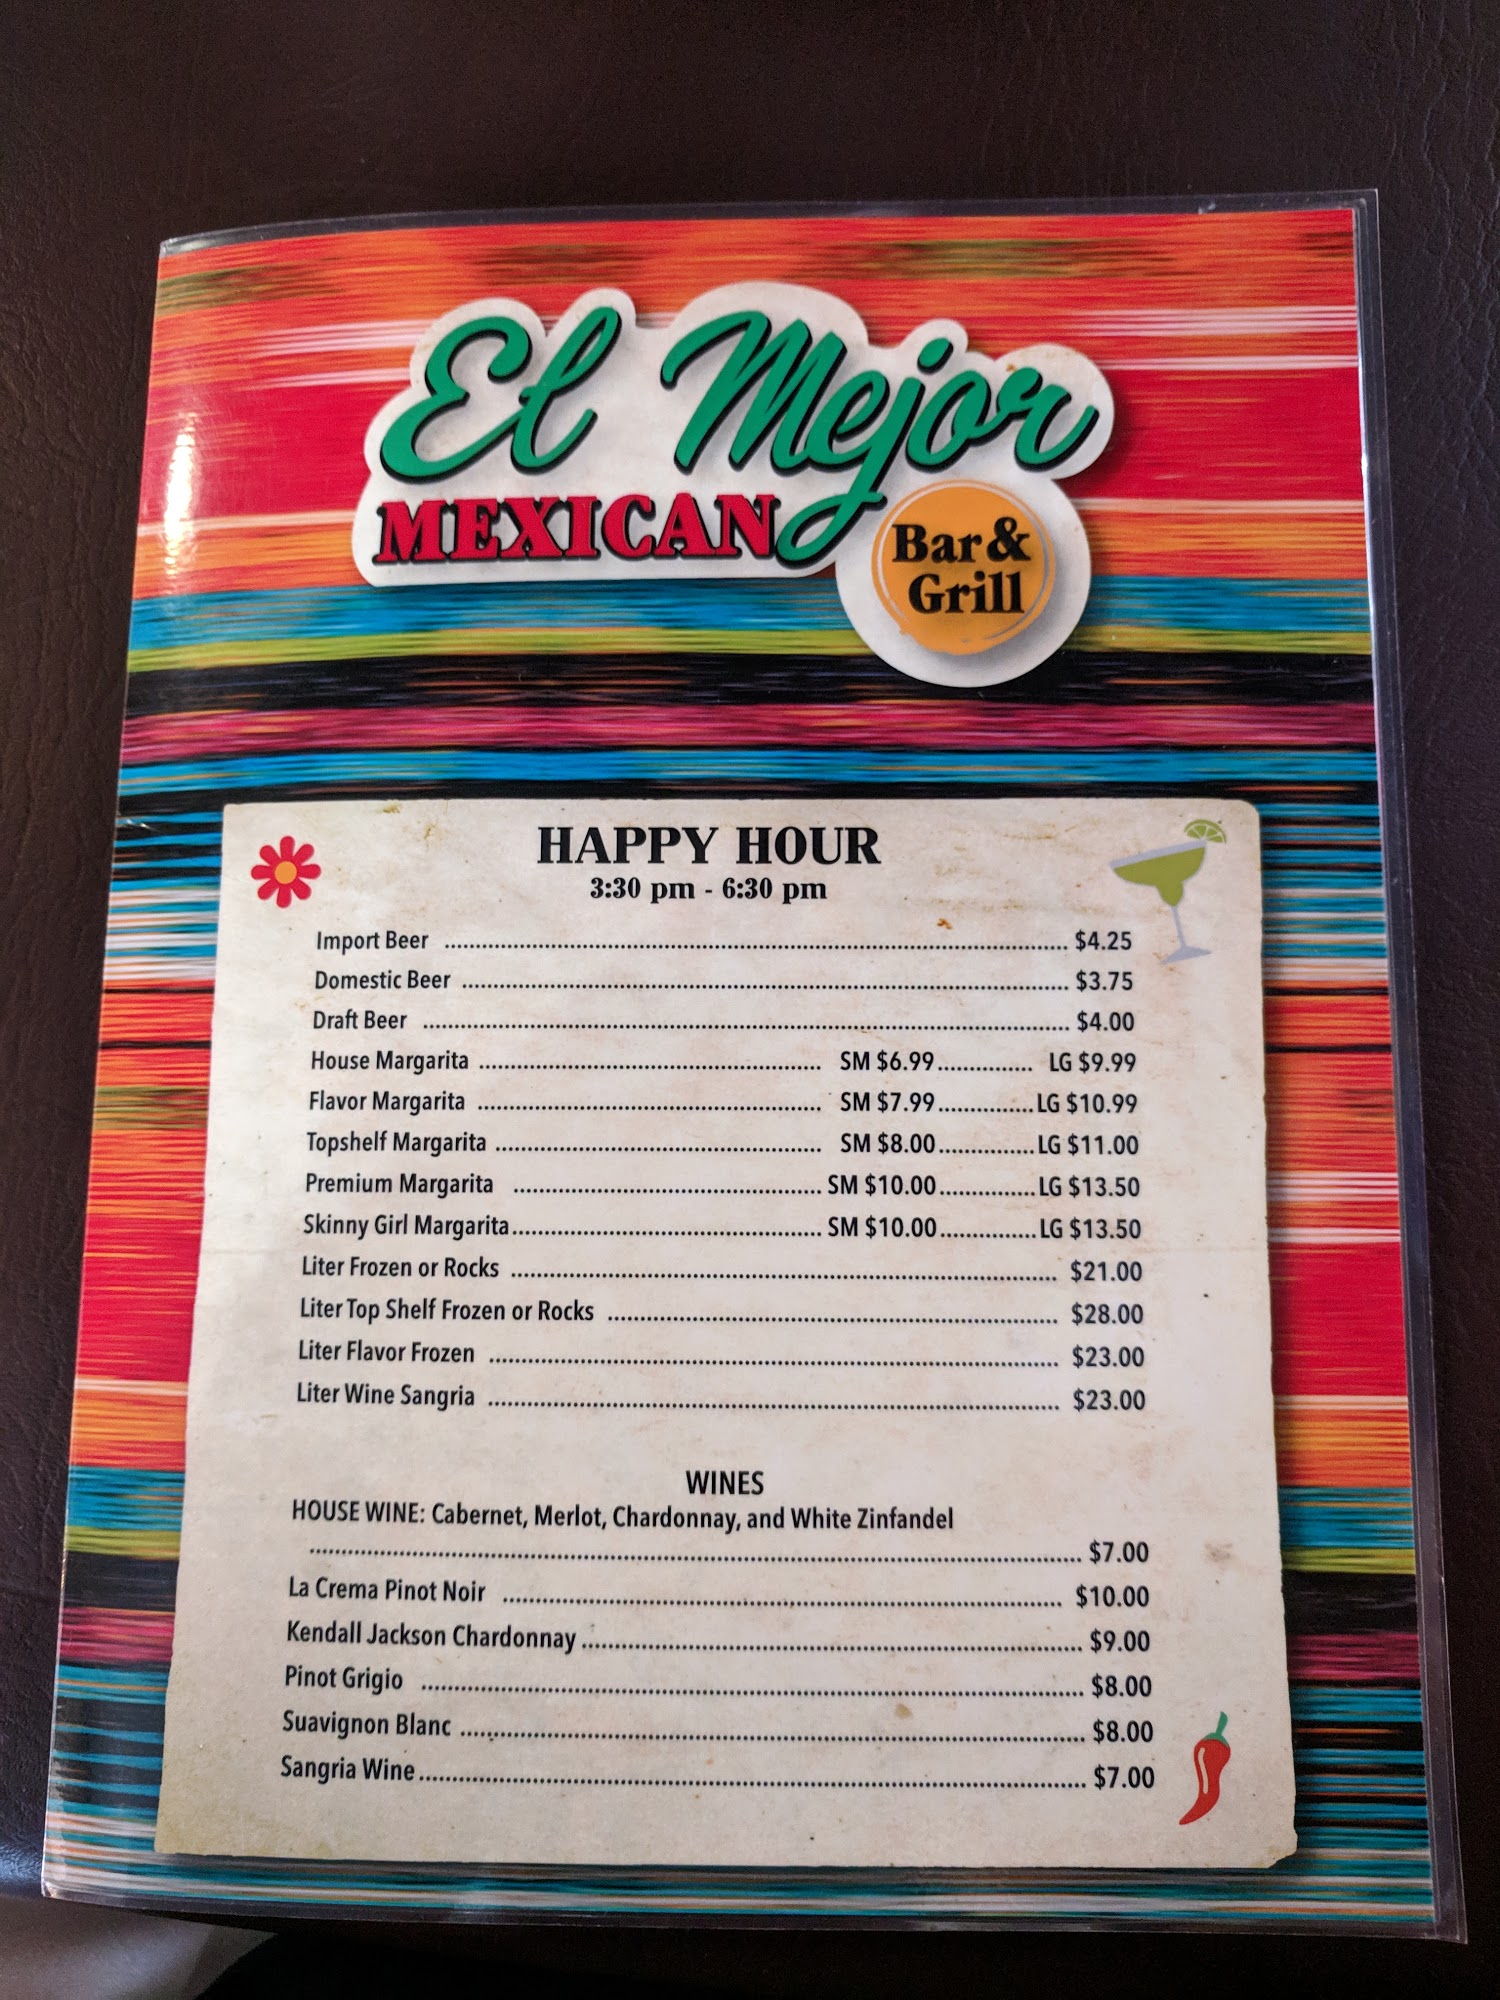 El Mejor
MEXICAN
Bar &
Grill
HAPPY HOUR
3:30 pm - 6:30 pm
Import Beer ........ $4.25
Domestic Beer ........ $3.75
Draft Beer ........ $4.00
House Margarita ........ SM $6.99 ........ LG $9.99
Flavor Margarita ........ SM $7.99 ........ LG $10.99
Topshelf Margarita ........ SM $8.00 ........ LG $11.00
Premium Margarita ........ SM $10.00 ........ LG $13.50
Skinny Girl Margarita ........ SM $10.00 ........ LG $13.50
Liter Frozen or Rocks ........ $21.00
Liter Top Shelf Frozen or Rocks ........ $28.00
Liter Flavor Frozen ........ $23.00
Liter Wine Sangria ........ $23.00
WINES
HOUSE WINE: Cabernet, Merlot, Chardonnay, and White Zinfandel
........ $7.00
La Crema Pinot Noir ........ $10.00
Kendall Jackson Chardonnay ........ $9.00
Pinot Grigio ........ $8.00
Suavignon Blanc ........ $8.00
Sangria Wine ........ $7.00